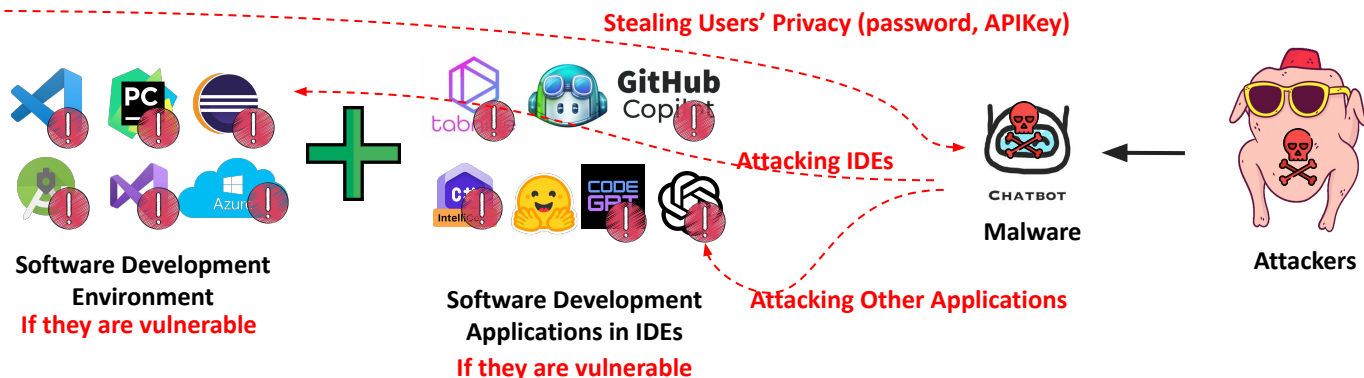 Stealing Users' Privacy (password, APIKey)
PC
GitHub
Copilot
Attacking IDEs
CHATBOT
Azure
CODE
GPT
Malware
Attackers
Software Development
Environment
If they are vulnerable
Software Development
Applications in IDEs
If they are vulnerable
Attacking Other Applications